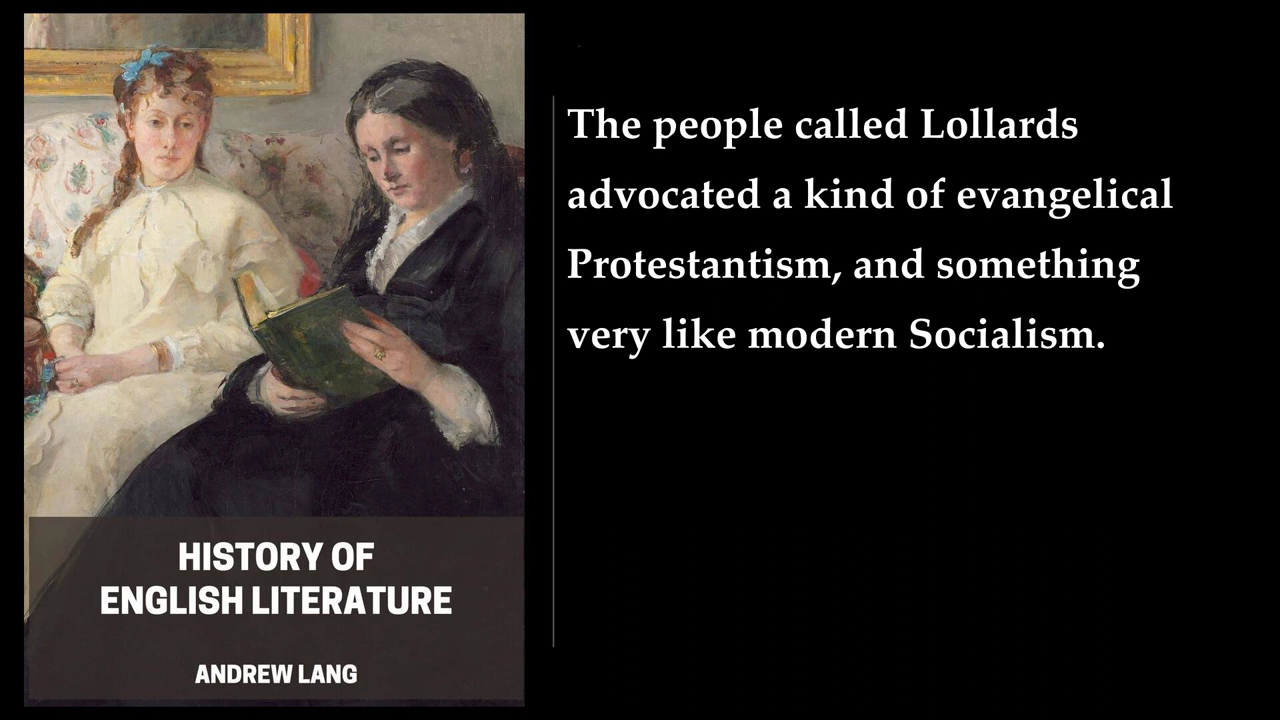 HISTORY OF
ENGLISH LITERATURE
ANDREW LANG
The people called Lollards
advocated a kind of evangelical
Protestantism, and something
very like modern Socialism.